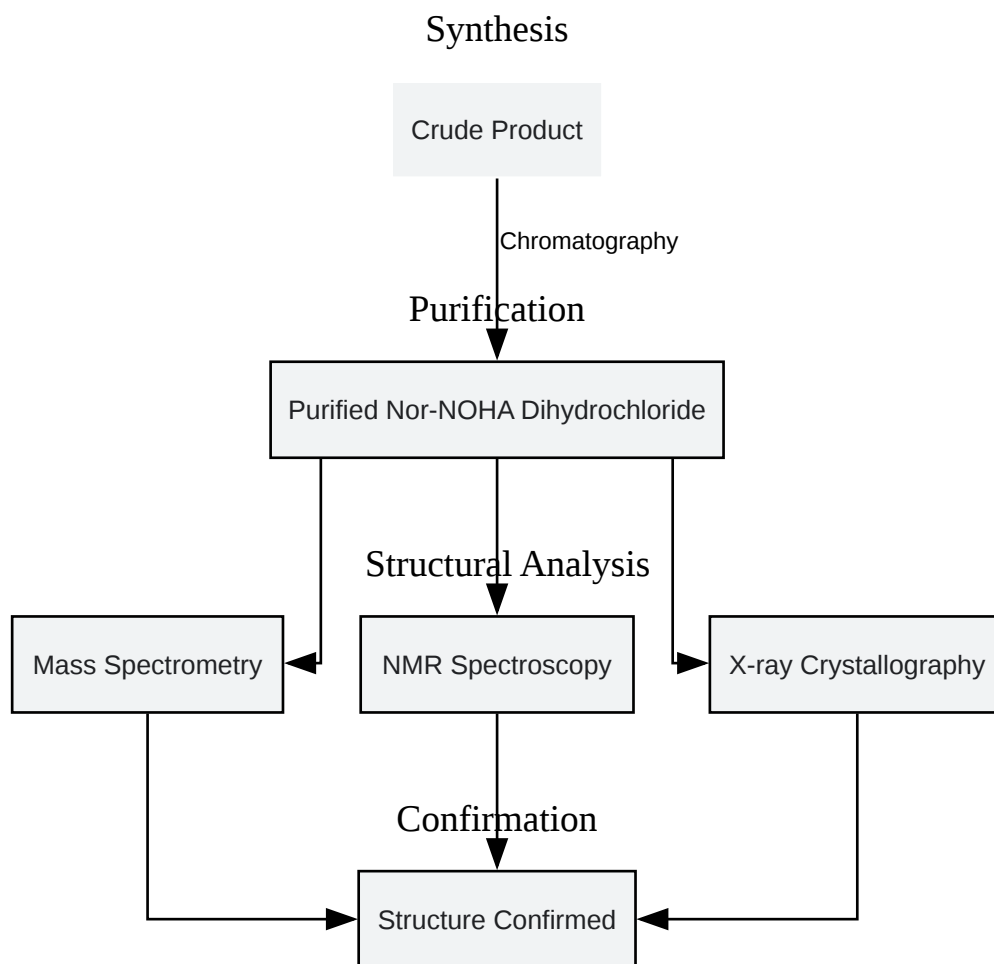 Synthesis
Crude Product
Chromatography
Purification
Purified Nor-NOHA Dihydrochloride
Structural Analysis
Mass Spectrometry
NMR Spectroscopy
X-ray Crystallography
Confirmation
Structure Confirmed